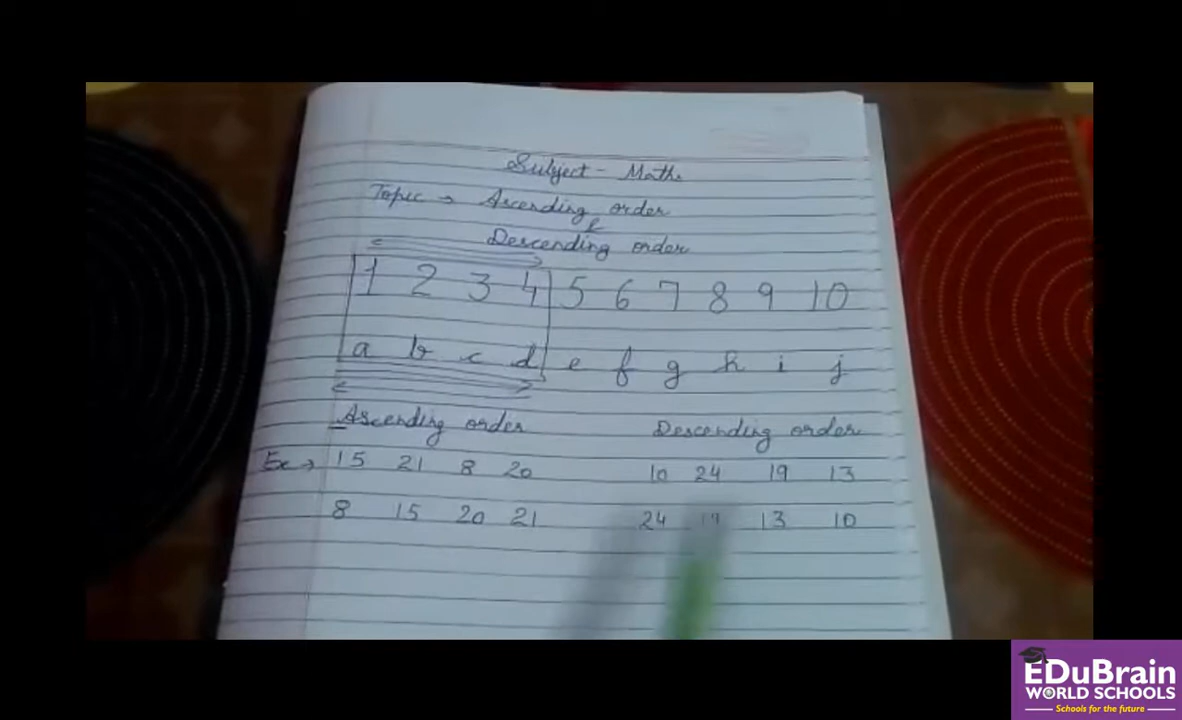 Subject - Maths
Topic → Ascending order
&
Descending order
1 2 3 4 5 6 7 8 9 10
a b c d e f g h i j
Ascending order Descending order
Ex → 15 21 8 20 10 24 19 13
8 15 20 21 24 19 13 10
EDuBrain
WORLD SCHOOLS
Schools for the future